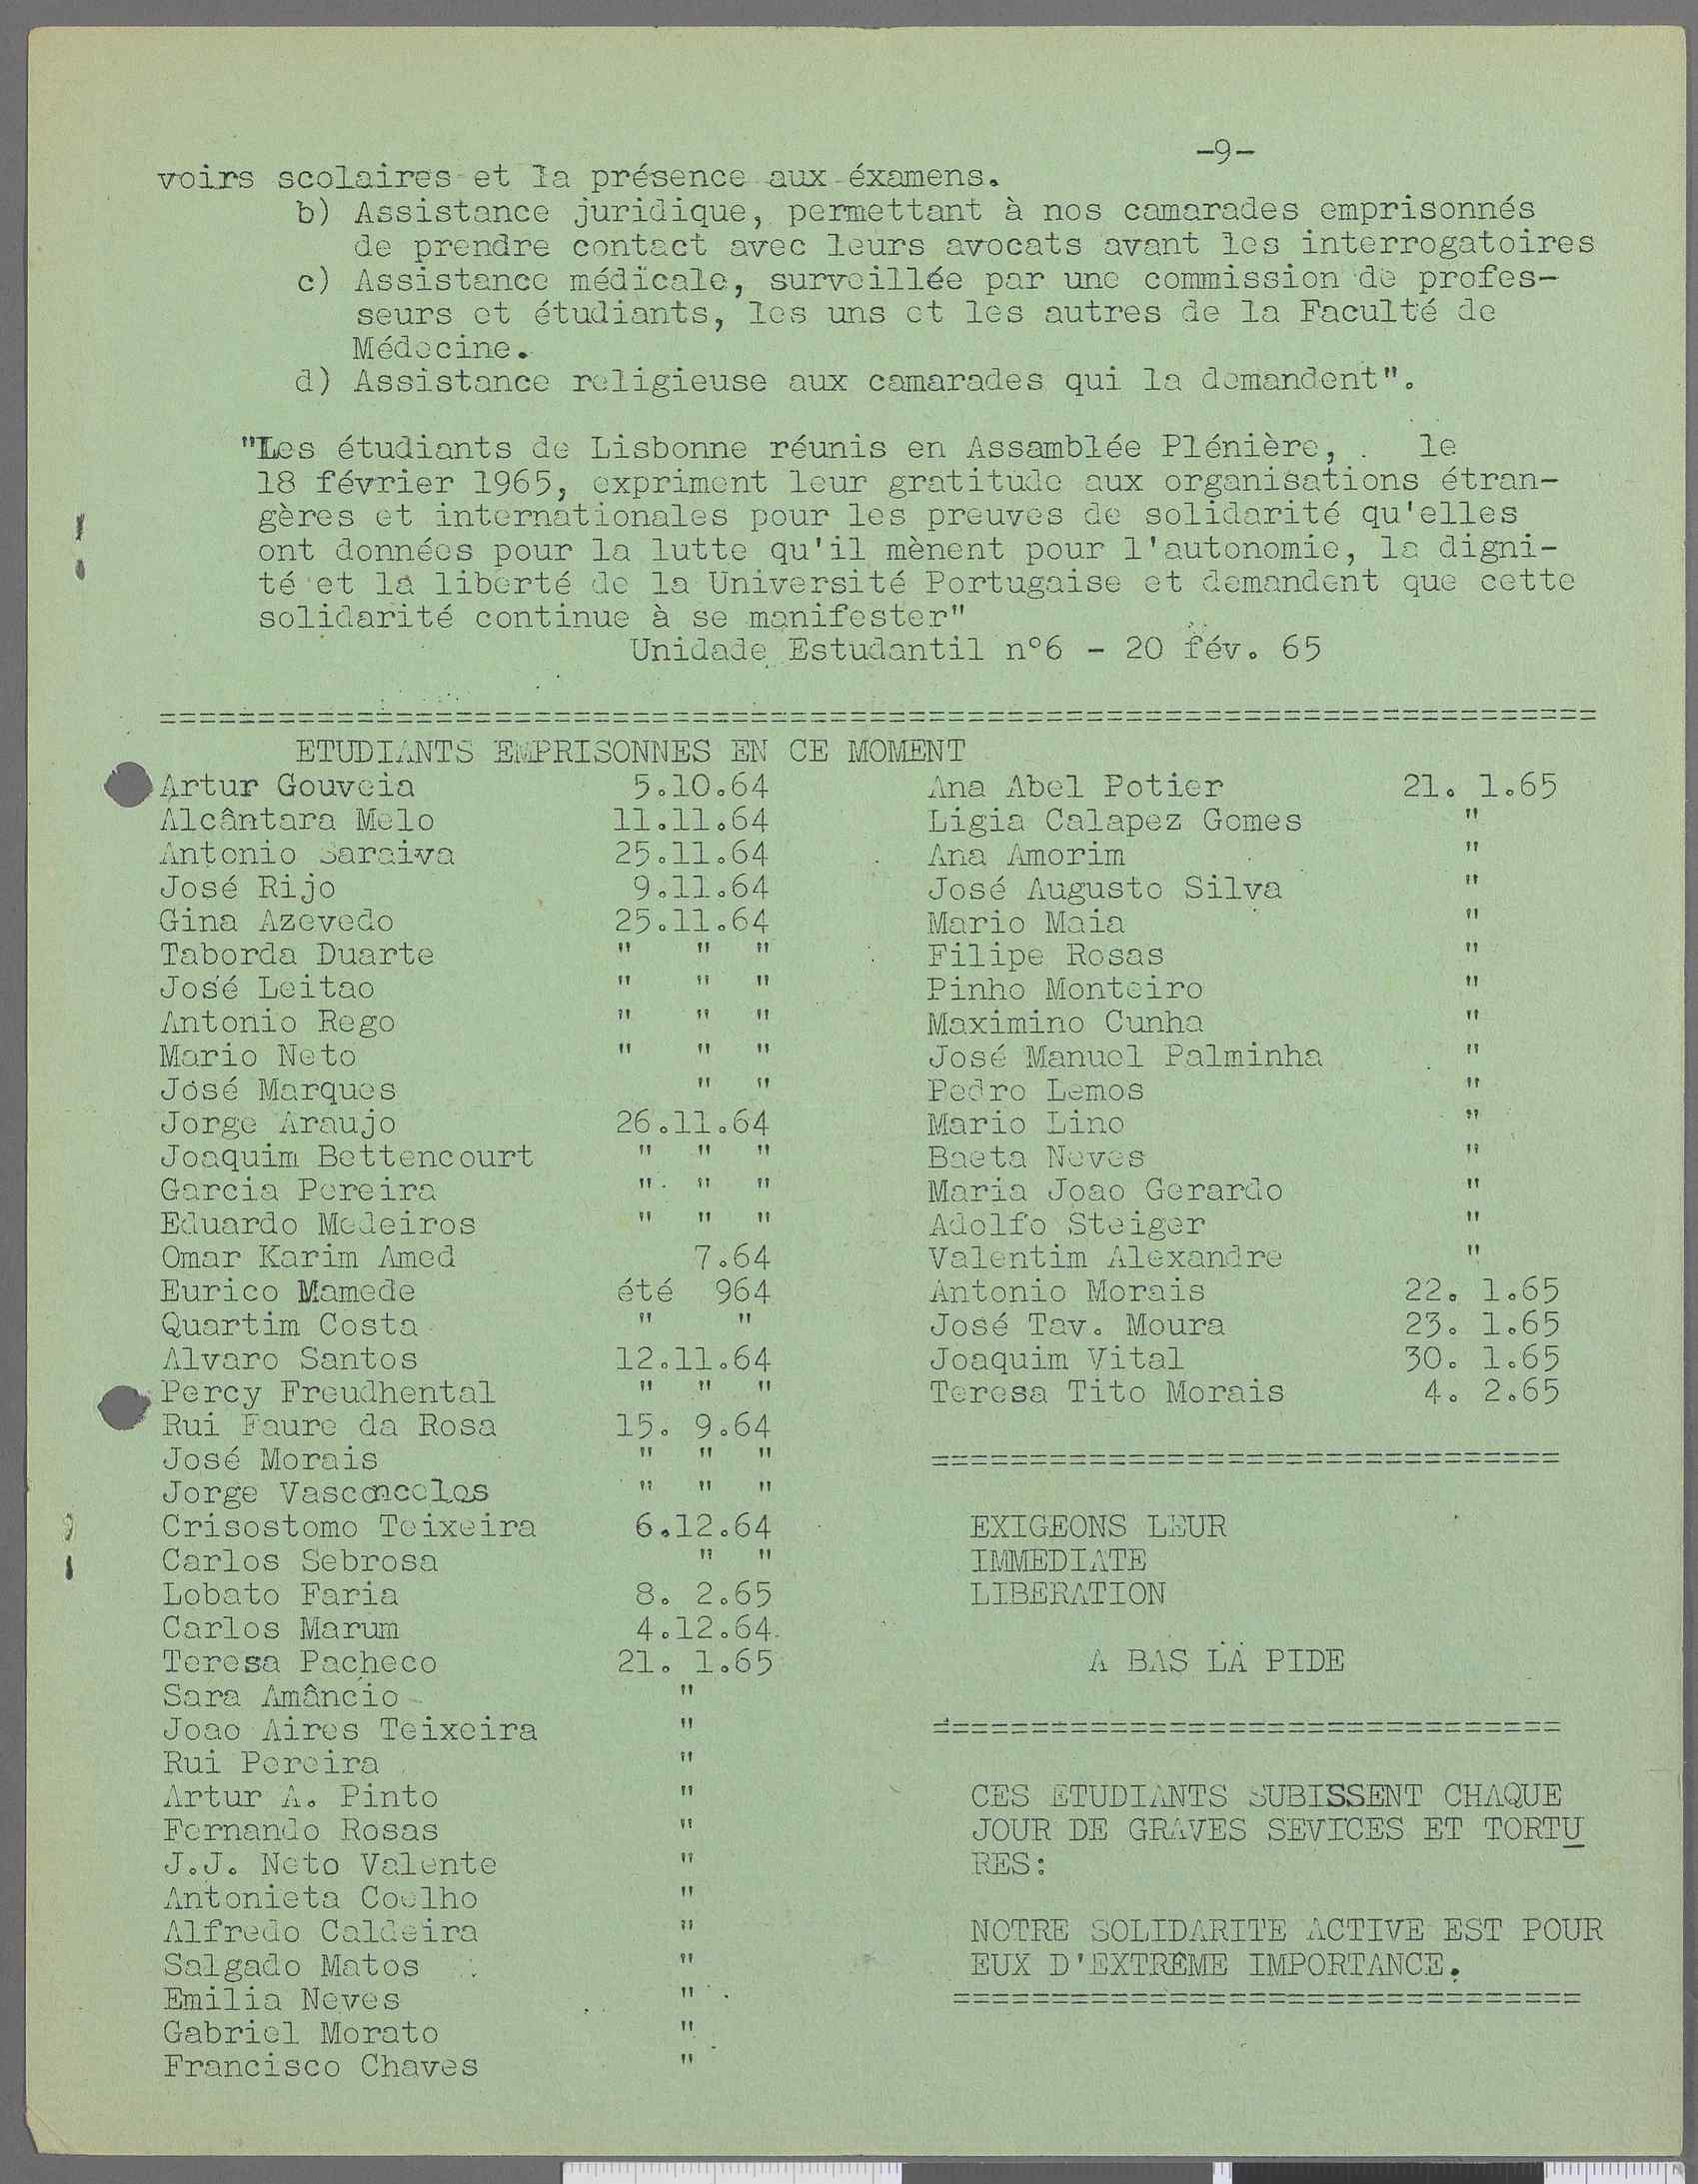 -9-
voirs scolaires et la présence aux éxamens.
b) Assistance juridique, permettant à nos camarades emprisonnés
de prendre contact avec leurs avocats avant les interrogatoires
c) Assistance médicale, surveillée par une commission de profes-
seurs et étudiants, les uns et les autres de la Faculté de
Médecine.
d) Assistance religieuse aux camarades qui la demandent".
"Les étudiants de Lisbonne réunis en Assamblée Plénière, . le
18 février 1965, expriment leur gratitude aux organisations étran-
gères et internationales pour les preuves de solidarité qu'elles
ont données pour la lutte qu'il mènent pour l'autonomie, la digni-
té et la liberté de la Université Portugaise et demandent que cette
solidarité continue à se manifester"
Unidade Estudantil n°6 - 20 fév. 65
=========================================================================
ETUDIANTS EMPRISONNES EN CE MOMENT
Artur Gouveia 5.10.64
Alcântara Melo 11.11.64
Antonio Saraiva 25.11.64
José Rijo 9.11.64
Gina Azevedo 25.11.64
Taborda Duarte " " "
José Leitao " " "
Antonio Rego " " "
Mario Neto " " "
José Marques " "
Jorge Araujo 26.11.64
Joaquim Bettencourt " " "
Garcia Pereira " " "
Eduardo Medeiros " " "
Omar Karim Amed 7.64
Eurico Mamede été 964
Quartim Costa " "
Alvaro Santos 12.11.64
Percy Freudhental " " "
Rui Faure da Rosa 15. 9.64
José Morais " " "
Jorge Vasconcelos " " "
Crisostomo Teixeira 6.12.64
Carlos Sebrosa " "
Lobato Faria 8. 2.65
Carlos Marum 4.12.64
Teresa Pacheco 21. 1.65
Sara Amâncio "
Joao Aires Teixeira "
Rui Pereira "
Artur A. Pinto "
Fernando Rosas "
J.J. Neto Valente "
Antonieta Coelho "
Alfredo Caldeira "
Salgado Matos "
Emilia Neves "
Gabriel Morato "
Francisco Chaves "
Ana Abel Potier 21. 1.65
Ligia Calapez Gomes "
Ana Amorim "
José Augusto Silva "
Mario Maia "
Filipe Rosas "
Pinho Monteiro "
Maximino Cunha "
José Manuel Palminha "
Pedro Lemos "
Mario Lino "
Baeta Neves "
Maria Joao Gerardo "
Adolfo Steiger "
Valentim Alexandre "
Antonio Morais 22. 1.65
José Tav. Moura 23. 1.65
Joaquim Vital 30. 1.65
Teresa Tito Morais 4. 2.65
================================
EXIGEONS LEUR
IMMEDIATE
LIBERATION
A BAS LA PIDE
================================
CES ETUDIANTS SUBISSENT CHAQUE
JOUR DE GRAVES SEVICES ET TORTU
RES:
NOTRE SOLIDARITE ACTIVE EST POUR
EUX D'EXTRÊME IMPORTANCE.
================================